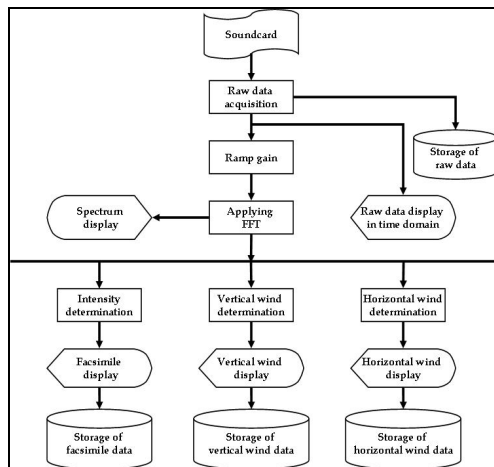 Soundcard
Raw data
acquisition
Storage of
raw data
Ramp gain
Spectrum
display
Applying
FFT
Raw data display
in time domain
Intensity
determination
Vertical wind
determination
Horizontal wind
determination
Facsimile
display
Vertical wind
display
Horizontal wind
display
Storage of
facsimile data
Storage of
vertical wind data
Storage of
horizontal wind data